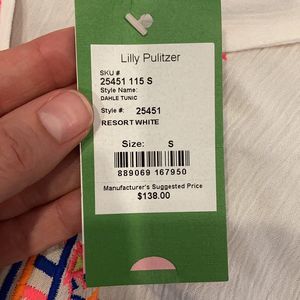 Lilly Pulitzer
SKU #
25451 115 S
Style Name:
DAHLE TUNIC
Style #: 25451
RESORT WHITE
Size: S
889069 167950
Manufacturer's Suggested Price
$138.00